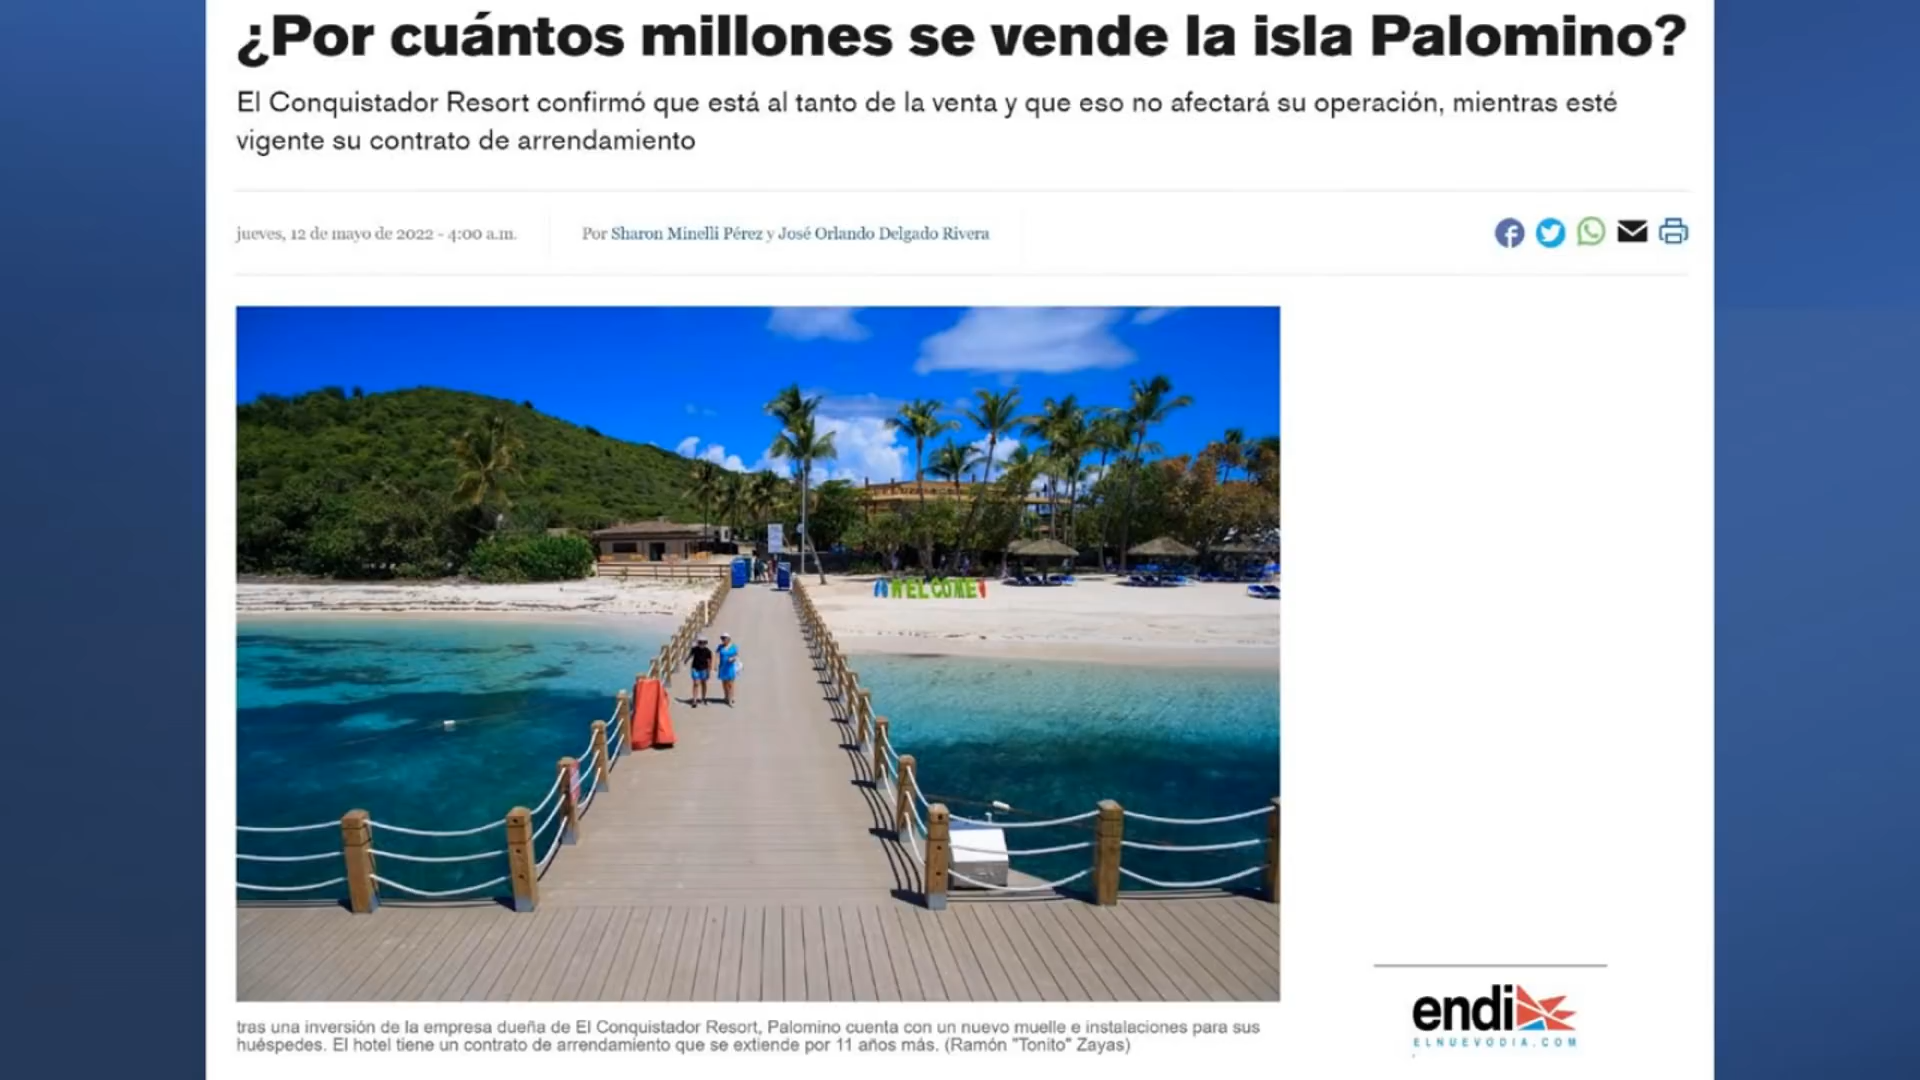 ¿Por cuántos millones se vende la isla Palomino?
El Conquistador Resort confirmó que está al tanto de la venta y que eso no afectará su operación, mientras esté
vigente su contrato de arrendamiento
jueves, 12 de mayo de 2022 - 4:00 a.m.
Por Sharon Minelli Pérez y José Orlando Delgado Rivera
WELCOME
tras una inversión de la empresa dueña de El Conquistador Resort, Palomino cuenta con un nuevo muelle e instalaciones para sus
huéspedes. El hotel tiene un contrato de arrendamiento que se extiende por 11 años más. (Ramón "Tonito" Zayas)
endi
ELNUEVODIA.COM